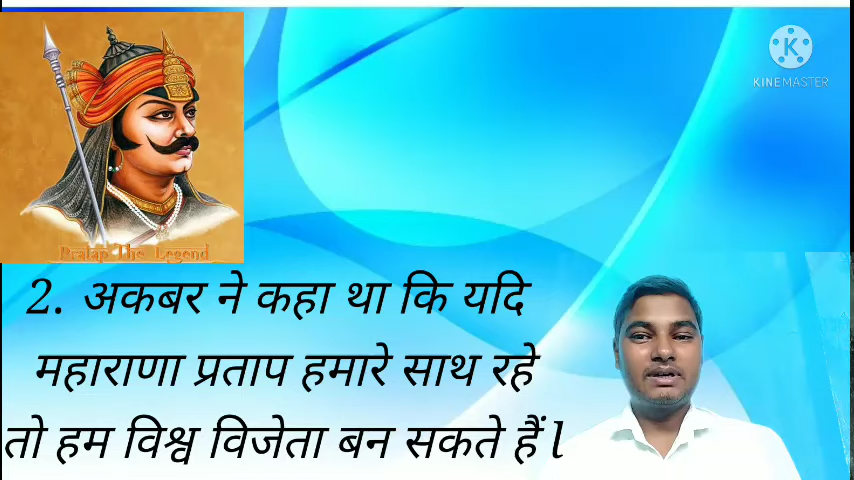 KINEMASTER
Pratap The Legend
2. अकबर ने कहा था कि यदि
महाराणा प्रताप हमारे साथ रहे
तो हम विश्व विजेता बन सकते हैं l